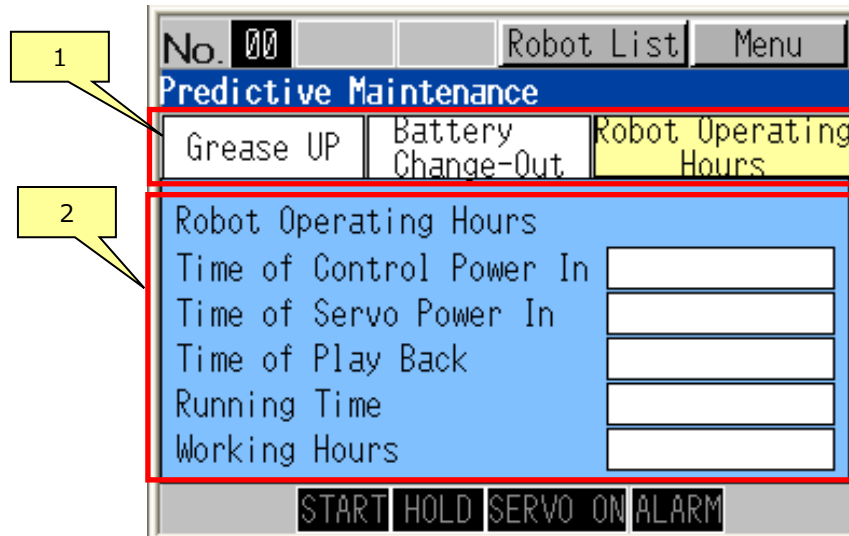 No. 00 Robot List Menu
1
Predictive Maintenance
Grease UP Battery Change-Out Robot Operating Hours
2
Robot Operating Hours
Time of Control Power In
Time of Servo Power In
Time of Play Back
Running Time
Working Hours
START HOLD SERVO ON ALARM